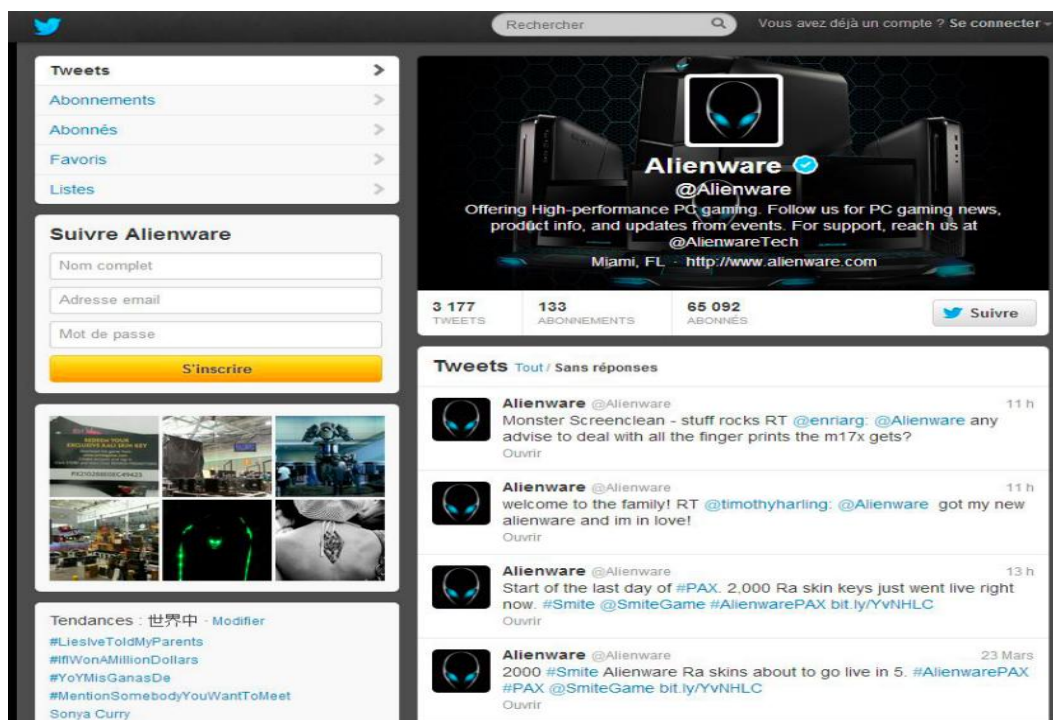 Rechercher
Vous avez déjà un compte ? Se connecter
Tweets
Abonnements
Abonnés
Favoris
Listes
Suivre Alienware
Nom complet
Adresse email
Mot de passe
S'inscrire
REDEEM YOUR
Tendances : 世界中 · Modifier
#LiesIveToldMyParents
#IfIWonAMillionDollars
#YoYMisGanasDe
#MentionSomebodyYouWantToMeet
Sonya Curry
Alienware
@Alienware
Offering High-performance PC gaming. Follow us for PC gaming news,
product info, and updates from events. For support, reach us at
@AlienwareTech
Miami, FL · http://www.alienware.com
3 177
TWEETS
133
ABONNEMENTS
65 092
ABONNÉS
Suivre
Tweets Tout / Sans réponses
Alienware @Alienware 11 h
Monster Screenclean - stuff rocks RT @enriarg: @Alienware any
advise to deal with all the finger prints the m17x gets?
Ouvrir
Alienware @Alienware 11 h
welcome to the family! RT @timothyharling: @Alienware got my new
alienware and im in love!
Ouvrir
Alienware @Alienware 13 h
Start of the last day of #PAX. 2,000 Ra skin keys just went live right
now. #Smite @SmiteGame #AlienwarePAX bit.ly/YvNHLC
Ouvrir
Alienware @Alienware 23 Mars
2000 #Smite Alienware Ra skins about to go live in 5. #AlienwarePAX
#PAX @SmiteGame bit.ly/YvNHLC
Ouvrir